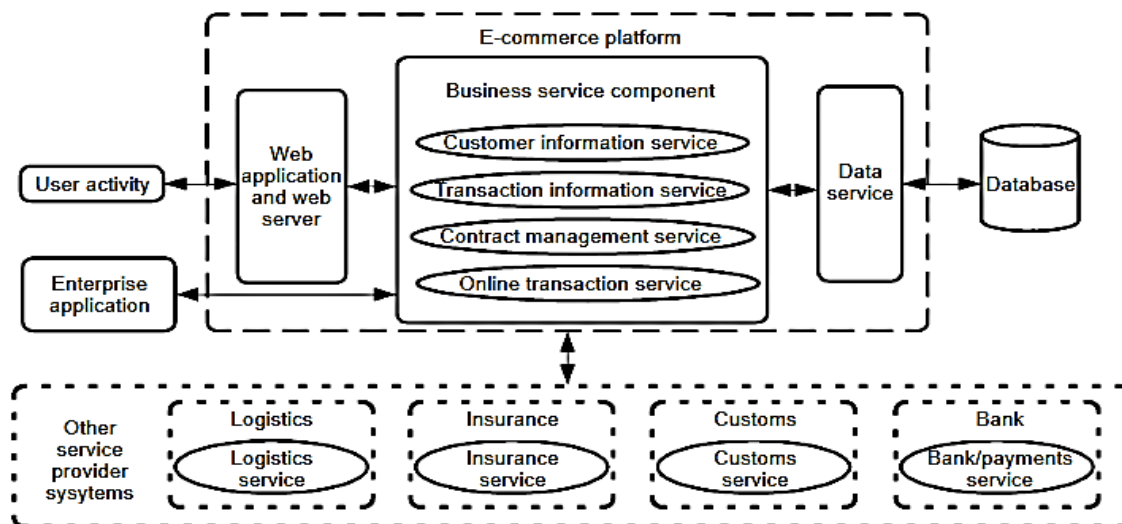 E-commerce platform
Business service component
Customer information service
Transaction information service
Contract management service
Online transaction service
User activity
Web
application
and web
server
Data
service
Database
Enterprise
application
Other
service
provider
sysytems
Logistics
Logistics
service
Insurance
Insurance
service
Customs
Customs
service
Bank
Bank/payments
service